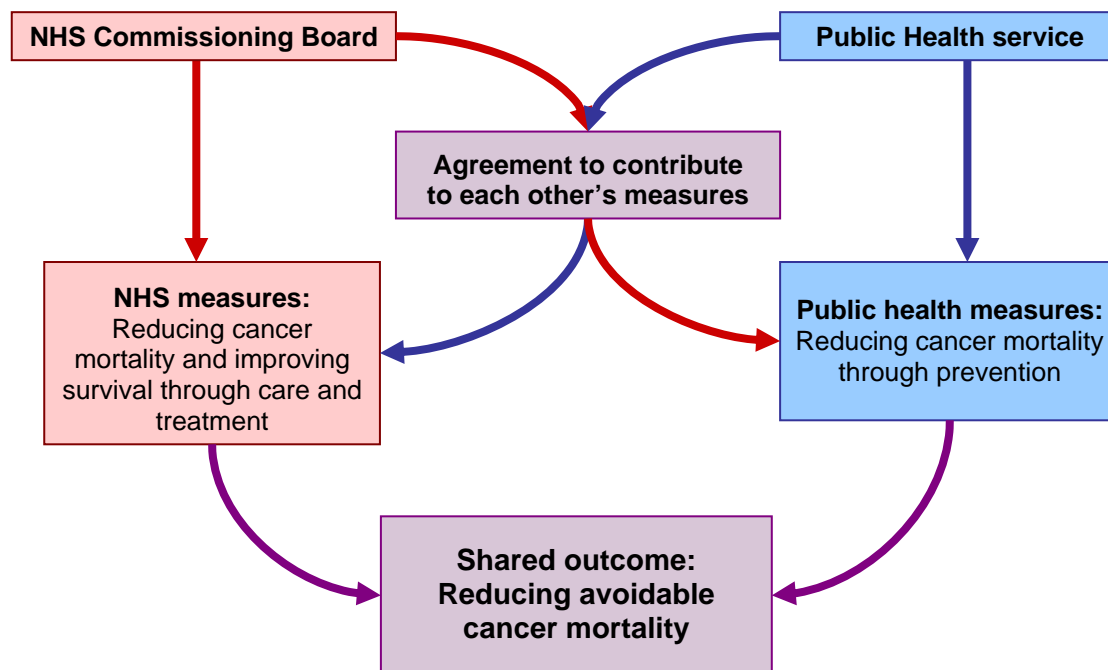 NHS Commissioning Board
Public Health service
Agreement to contribute
to each other’s measures
NHS measures:
Reducing cancer
mortality and improving
survival through care and
treatment
Public health measures:
Reducing cancer mortality
through prevention
Shared outcome:
Reducing avoidable
cancer mortality